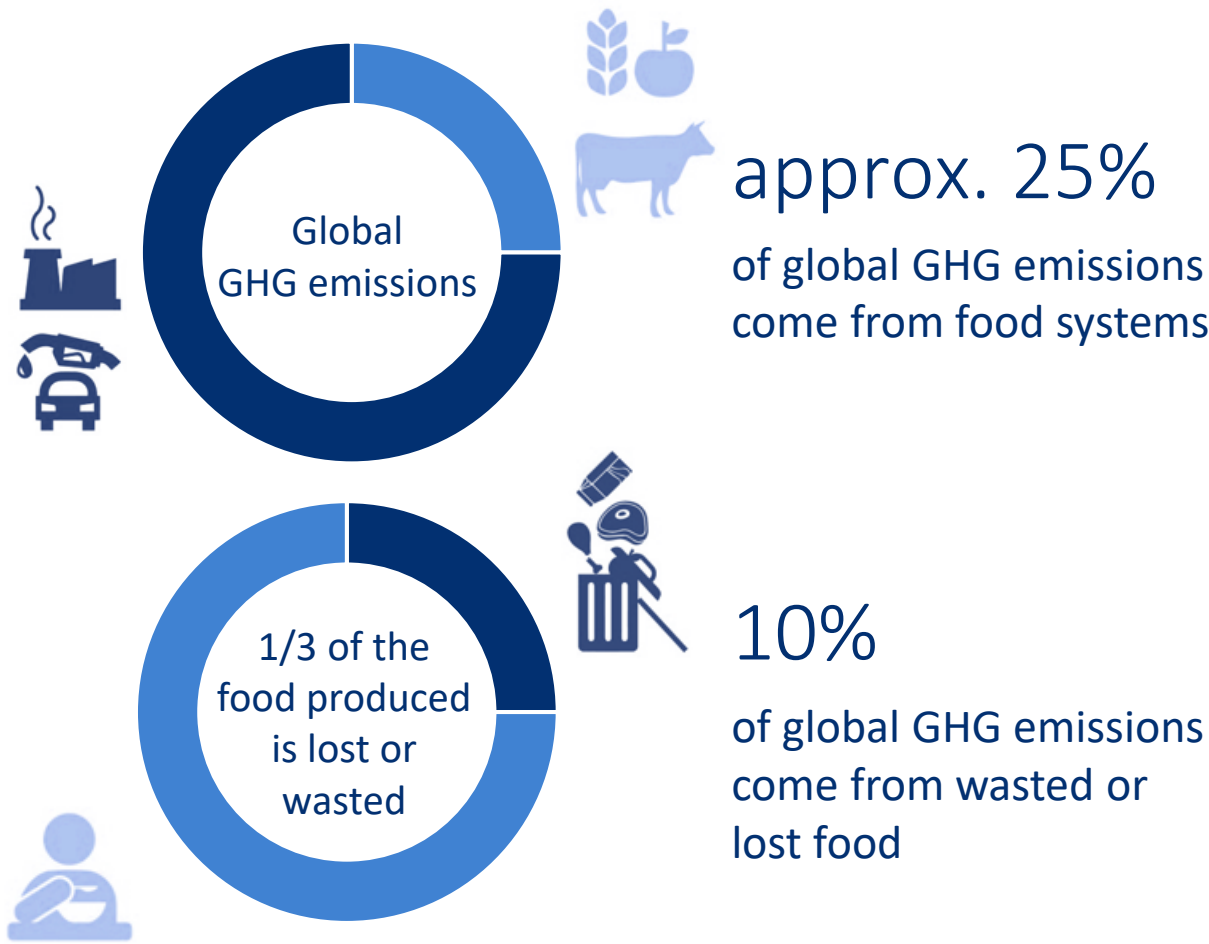 Global
GHG emissions
approx. 25%
of global GHG emissions
come from food systems
1/3 of the
food produced
is lost or
wasted
10%
of global GHG emissions
come from wasted or
lost food